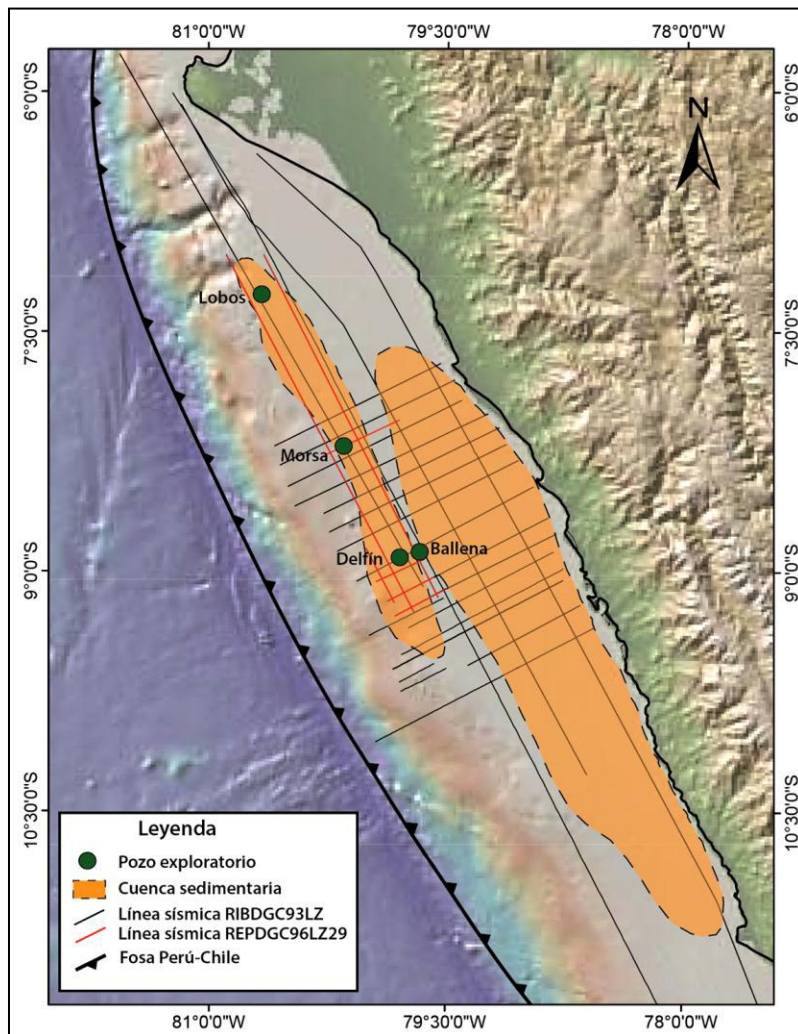 81°0'0"W 79°30'0"W 78°0'0"W
6°0'0"S 6°0'0"S
N
Lobos
7°30'0"S 7°30'0"S
Morsa
Ballena
Delfín
9°0'0"S 9°0'0"S
10°30'0"S 10°30'0"S
Leyenda
Pozo exploratorio
Cuenca sedimentaria
Línea sísmica RIBDGC93LZ
Línea sísmica REPDGC96LZ29
Fosa Perú-Chile
81°0'0"W 79°30'0"W 78°0'0"W